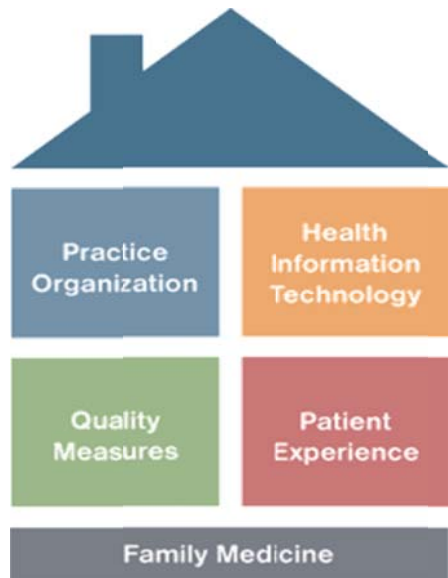 Practice
Organization
Health
Information
Technology
Quality
Measures
Patient
Experience
Family Medicine